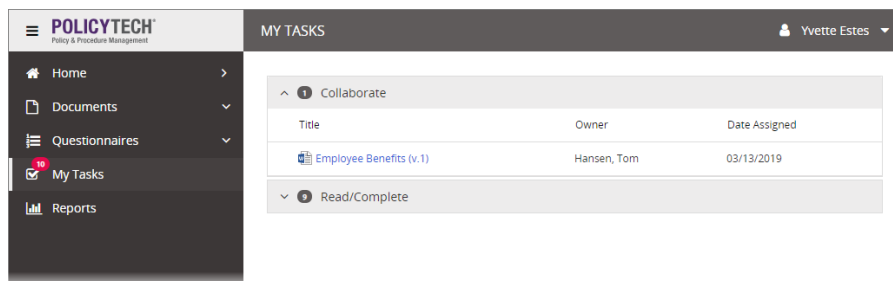 POLICYTECH
Policy & Procedure Management
MY TASKS
Yvette Estes
Home
Documents
Questionnaires
10
My Tasks
Reports
1 Collaborate
Title Owner Date Assigned
Employee Benefits (v.1) Hansen, Tom 03/13/2019
9 Read/Complete